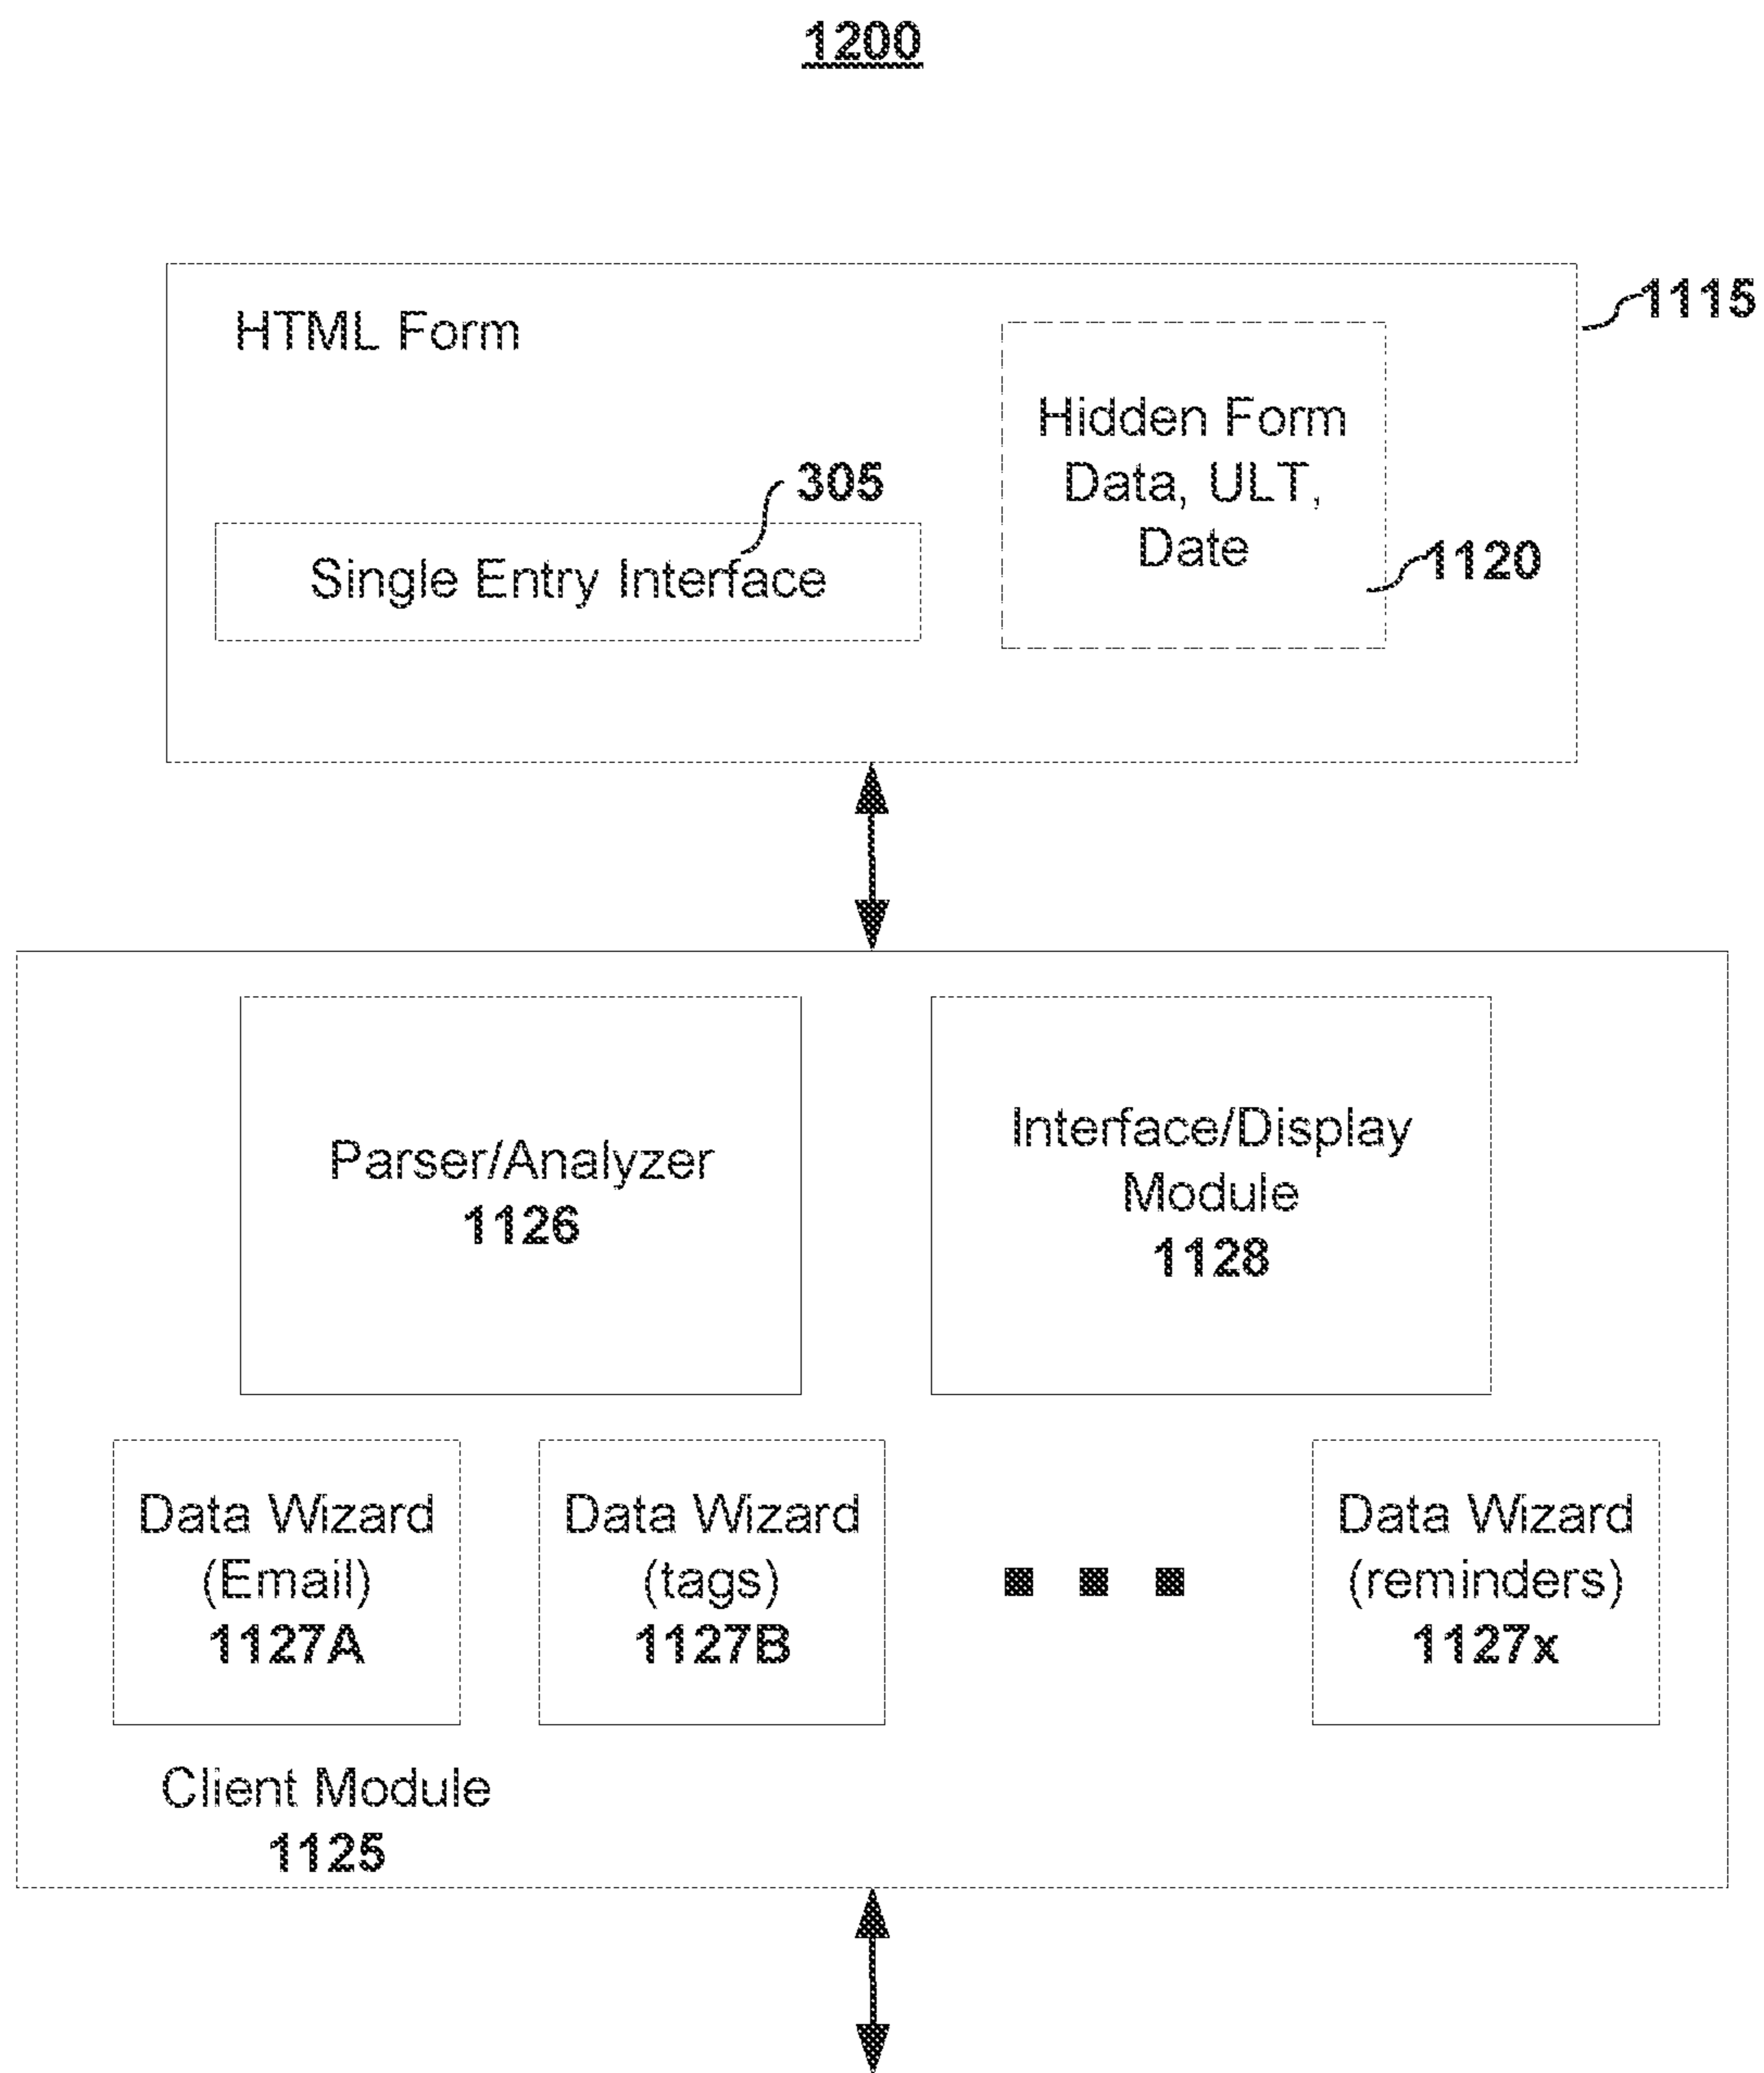 1200
HTML Form
1115
Hidden Form
Data, ULT,
Date
1120
305
Single Entry Interface
Parser/Analyzer
1126
Interface/Display
Module
1128
Data Wizard
(Email)
1127A
Data Wizard
(tags)
1127B
Data Wizard
(reminders)
1127x
Client Module
1125